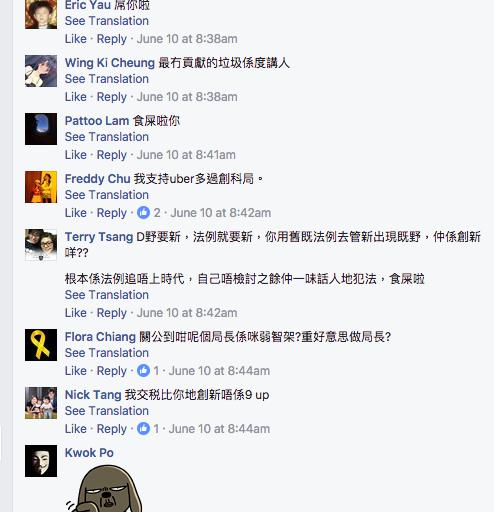 Eric Yau 屌你啦
See Translation
Like · Reply · June 10 at 8:38am
Wing Ki Cheung 最冇貢獻的垃圾係度講人
See Translation
Like · Reply · June 10 at 8:38am
Pattoo Lam 食屎啦你
See Translation
Like · Reply · June 10 at 8:41am
Freddy Chu 我支持uber多過創科局。
See Translation
Like · Reply · 2 · June 10 at 8:42am
Terry Tsang D野要新，法例就要新，你用舊既法例去管新出現既野，仲係創新
咩??
根本係法例追唔上時代，自己唔檢討之餘仲一味話人地犯法，食屎啦
See Translation
Like · Reply · June 10 at 8:42am
Flora Chiang 關公到咁呢個局長係咪弱智架?重好意思做局長?
See Translation
Like · Reply · 1 · June 10 at 8:44am
Nick Tang 我交税比你地創新唔係9 up
See Translation
Like · Reply · 1 · June 10 at 8:44am
Kwok Po